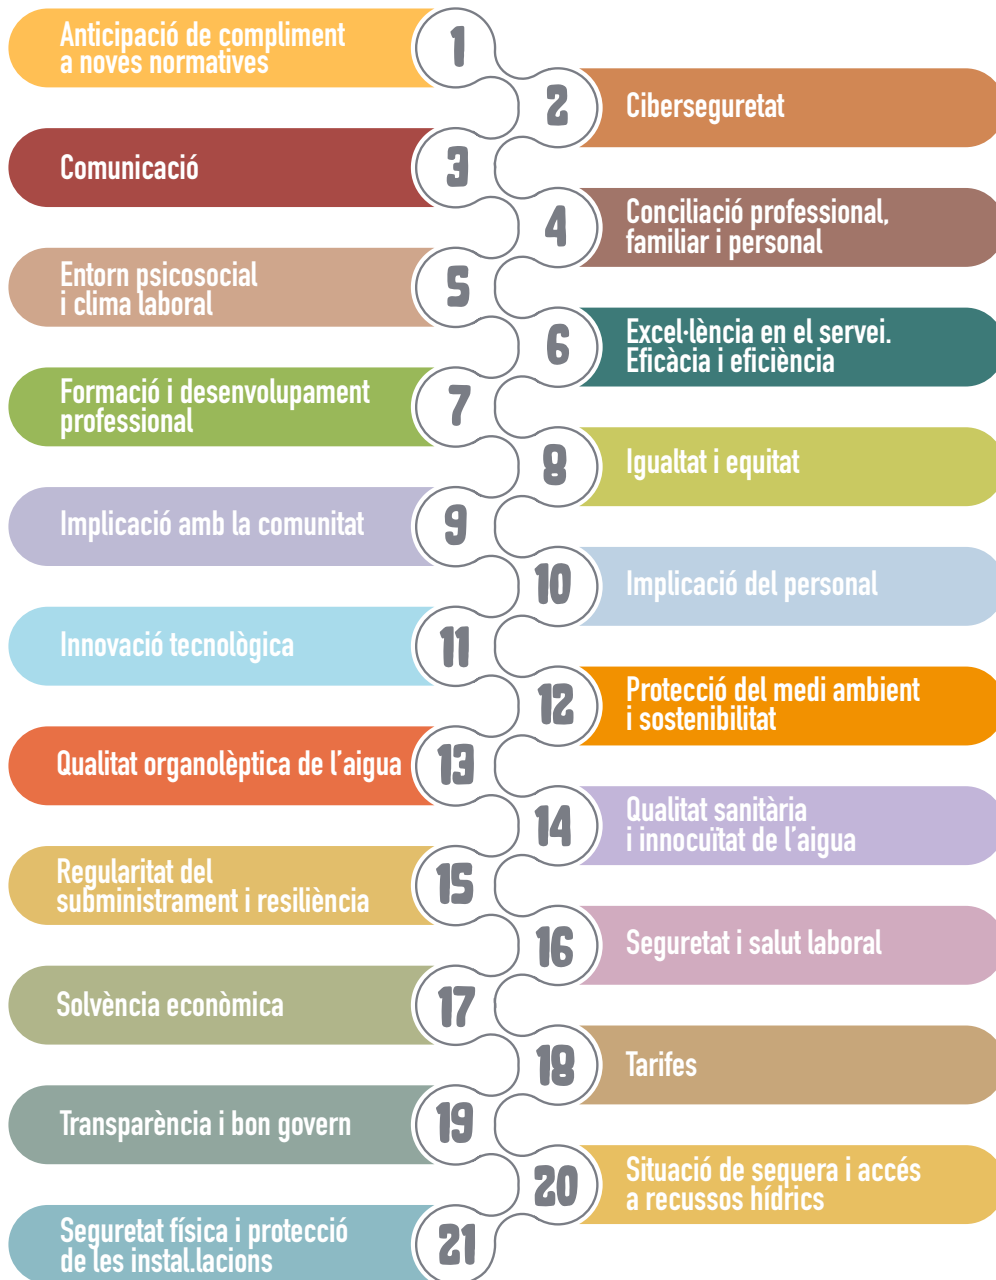 Anticipació de compliment
a noves normatives
1
2
Ciberseguretat
Comunicació
3
4
Conciliació professional,
familiar i personal
Entorn psicosocial
i clima laboral
5
6
Excel·lència en el servei.
Eficàcia i eficiència
Formació i desenvolupament
professional
7
8
Igualtat i equitat
Implicació amb la comunitat
9
10
Implicació del personal
Innovació tecnològica
11
12
Protecció del medi ambient
i sostenibilitat
Qualitat organolèptica de l'aigua
13
14
Qualitat sanitària
i innocuïtat de l'aigua
Regularitat del
subministrament i resiliència
15
16
Seguretat i salut laboral
Solvència econòmica
17
18
Tarifes
Transparència i bon govern
19
20
Situació de sequera i accés
a recussos hídrics
Seguretat física i protecció
de les instal.lacions
21